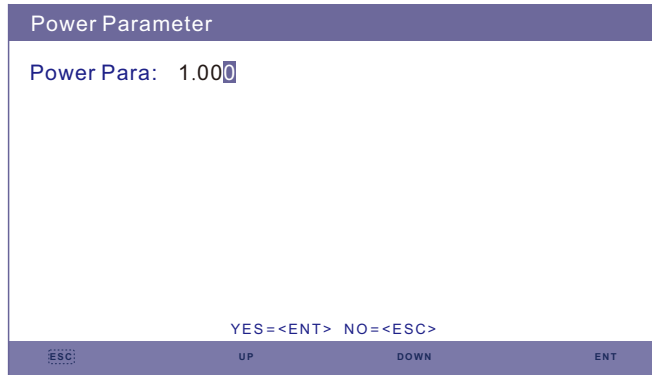 Power Parameter
Power Para: 1.000
YES=<ENT> NO=<ESC>
ESC UP DOWN ENT